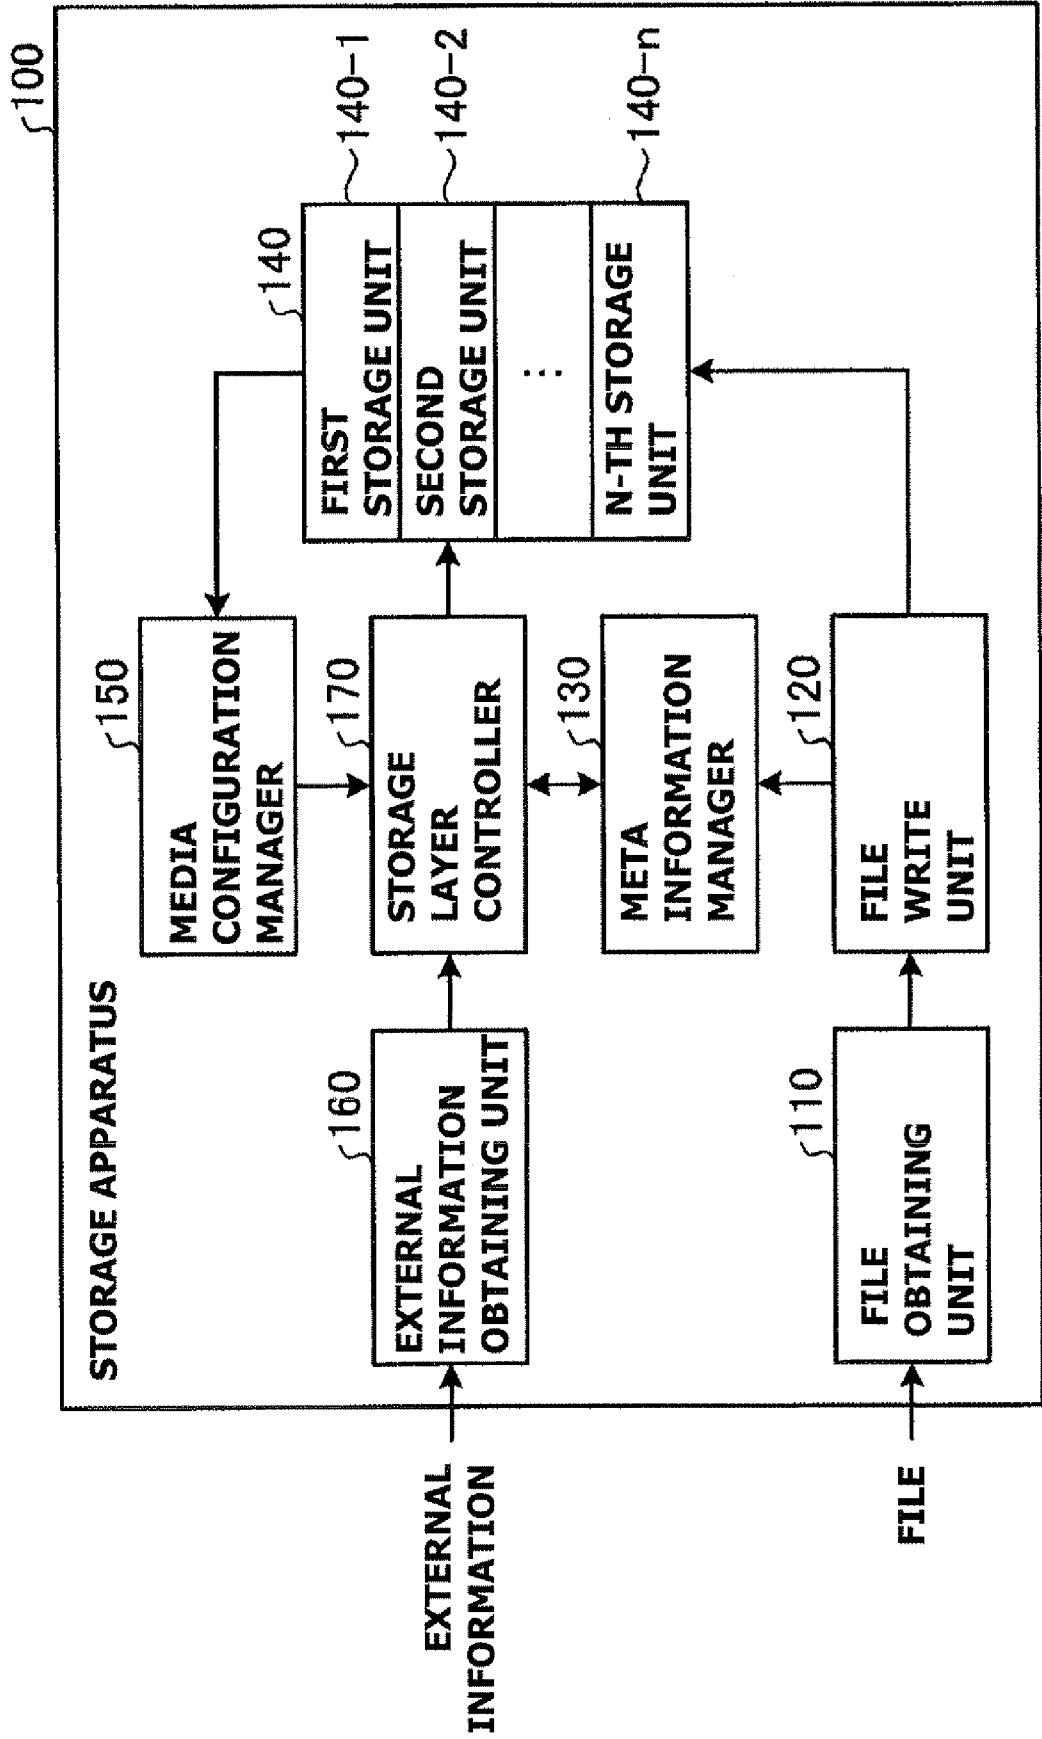 100
STORAGE APPARATUS
150
MEDIA
CONFIGURATION
MANAGER
140
FIRST
STORAGE UNIT
140-1
SECOND
STORAGE UNIT
140-2
⋮
N-TH STORAGE
UNIT
140-n
EXTERNAL
INFORMATION
160
EXTERNAL
INFORMATION
OBTAINING UNIT
170
STORAGE
LAYER
CONTROLLER
130
META
INFORMATION
MANAGER
FILE
110
FILE
OBTAINING
UNIT
120
FILE
WRITE
UNIT